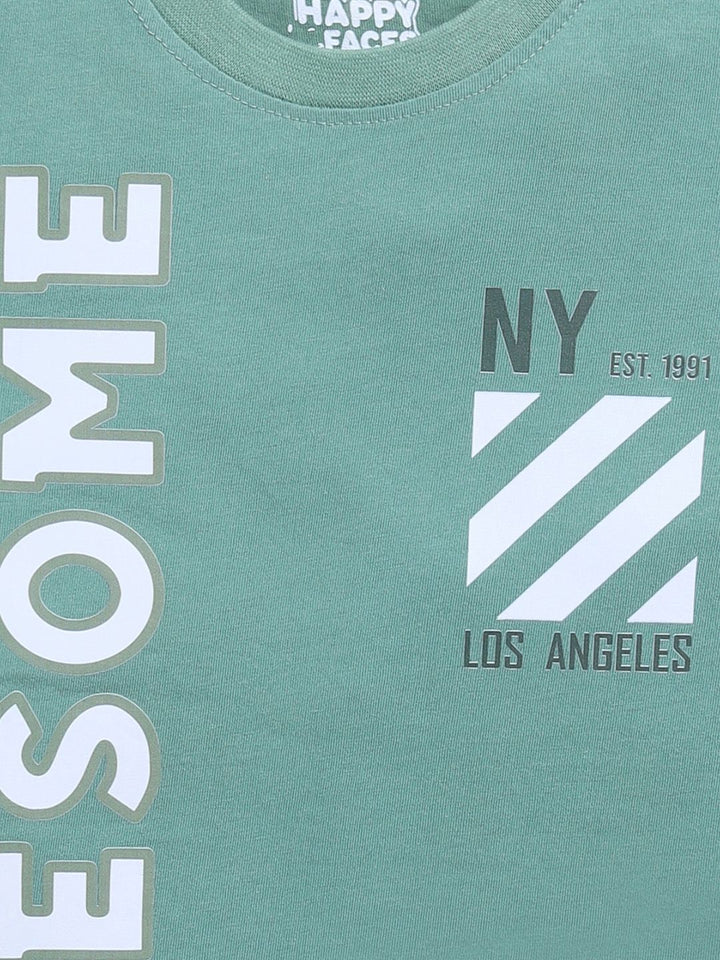 HAPPY
FACES
ESOME
NY
EST. 1991
LOS ANGELES